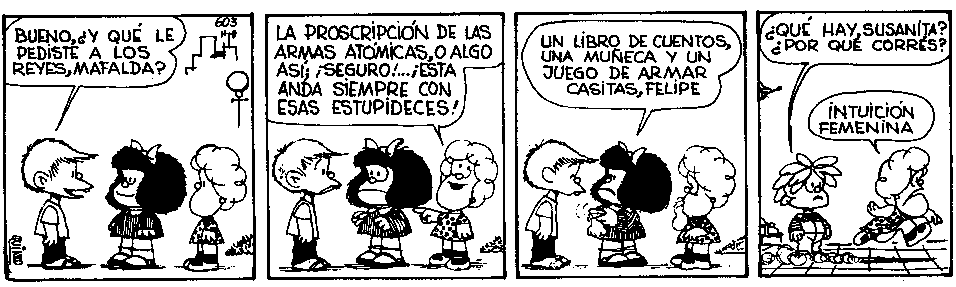 603
BUENO, ¿Y QUÉ LE
PEDISTE A LOS
REYES, MAFALDA?
QUINO
LA PROSCRIPCIÓN DE LAS
ARMAS ATÓMICAS, O ALGO
ASÍ; ¡SEGURO!...¡ESTA
ANDA SIEMPRE CON
ESAS ESTUPIDECES!
UN LIBRO DE CUENTOS,
UNA MUÑECA Y UN
JUEGO DE ARMAR
CASITAS, FELIPE
¿QUÉ HAY, SUSANITA?
¿POR QUÉ CORRÉS?
INTUICIÓN
FEMENINA